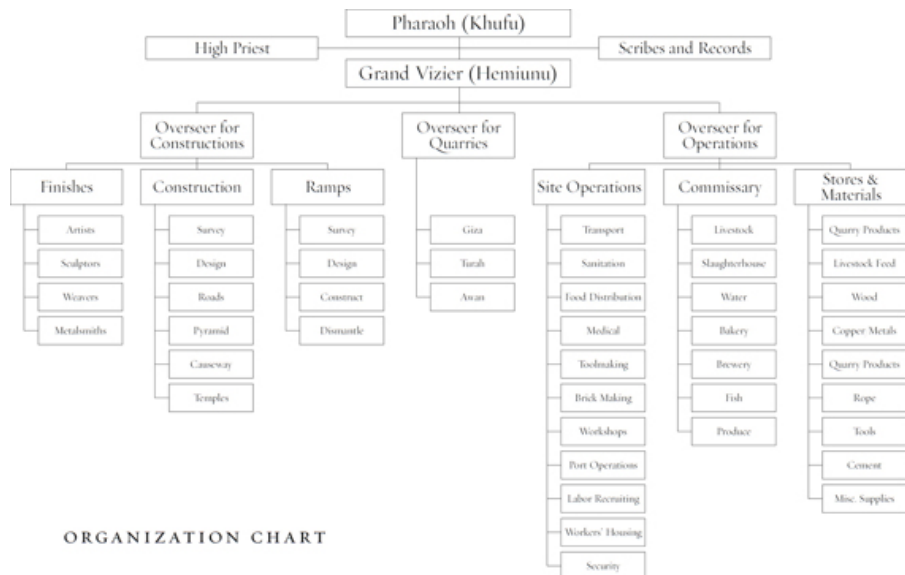 Pharaoh (Khufu)
High Priest
Scribes and Records
Grand Vizier (Hemiunu)
Overseer for
Constructions
Overseer for
Quarries
Overseer for
Operations
Finishes
Artists
Sculptors
Weavers
Metalsmiths
Construction
Survey
Design
Roads
Pyramid
Causeway
Temples
Ramps
Survey
Design
Construct
Dismantle
Giza
Turah
Awan
Site Operations
Transport
Sanitation
Food Distribution
Medical
Toolmaking
Brick Making
Workshops
Port Operations
Labor Recruiting
Workers' Housing
Security
Commissary
Livestock
Slaughterhouse
Water
Bakery
Brewery
Fish
Produce
Stores &
Materials
Quarry Products
Livestock Feed
Wood
Copper Metals
Quarry Products
Rope
Tools
Cement
Misc. Supplies
ORGANIZATION CHART